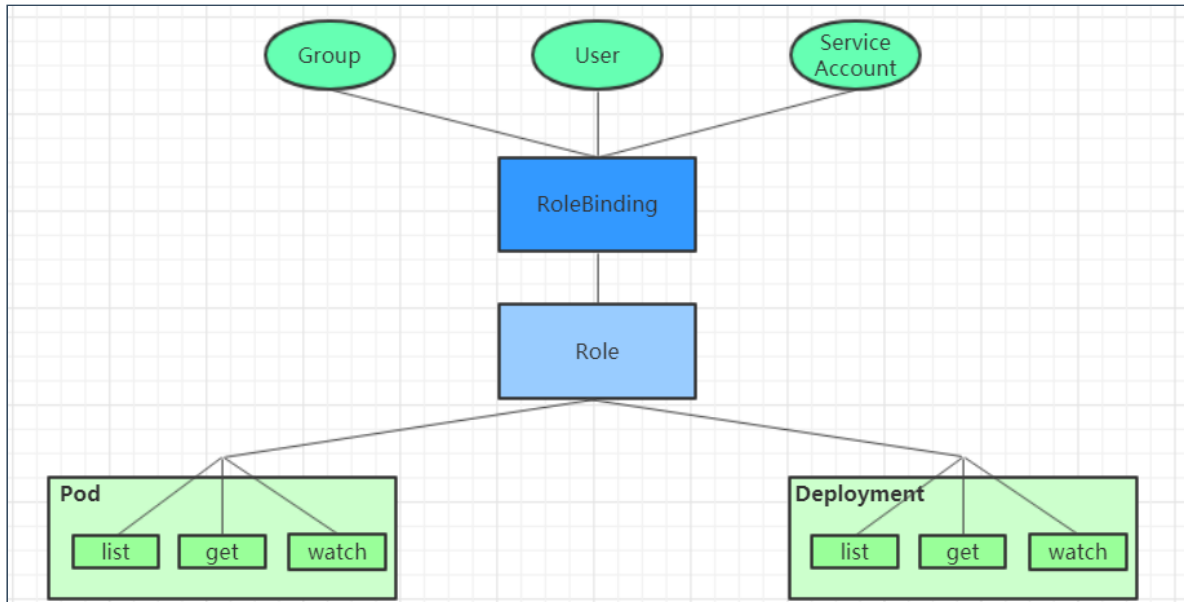 Group
User
Service
Account
RoleBinding
Role
Pod
list
get
watch
Deployment
list
get
watch